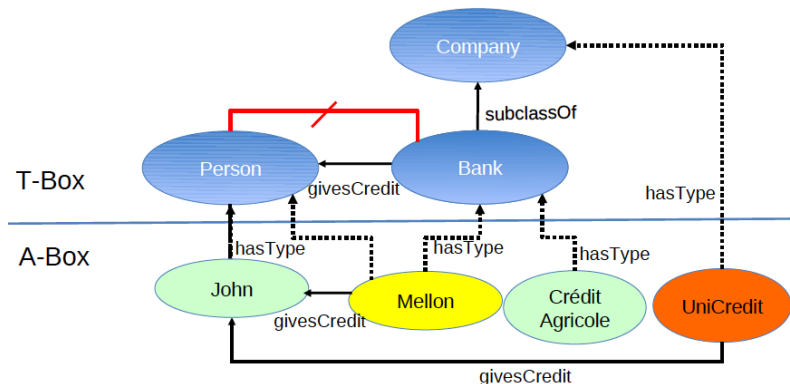 Company
subclassOf
Person
Bank
givesCredit
T-Box
hasType
A-Box
hasType
hasType
hasType
John
Mellon
Crédit
Agricole
UniCredit
givesCredit
givesCredit